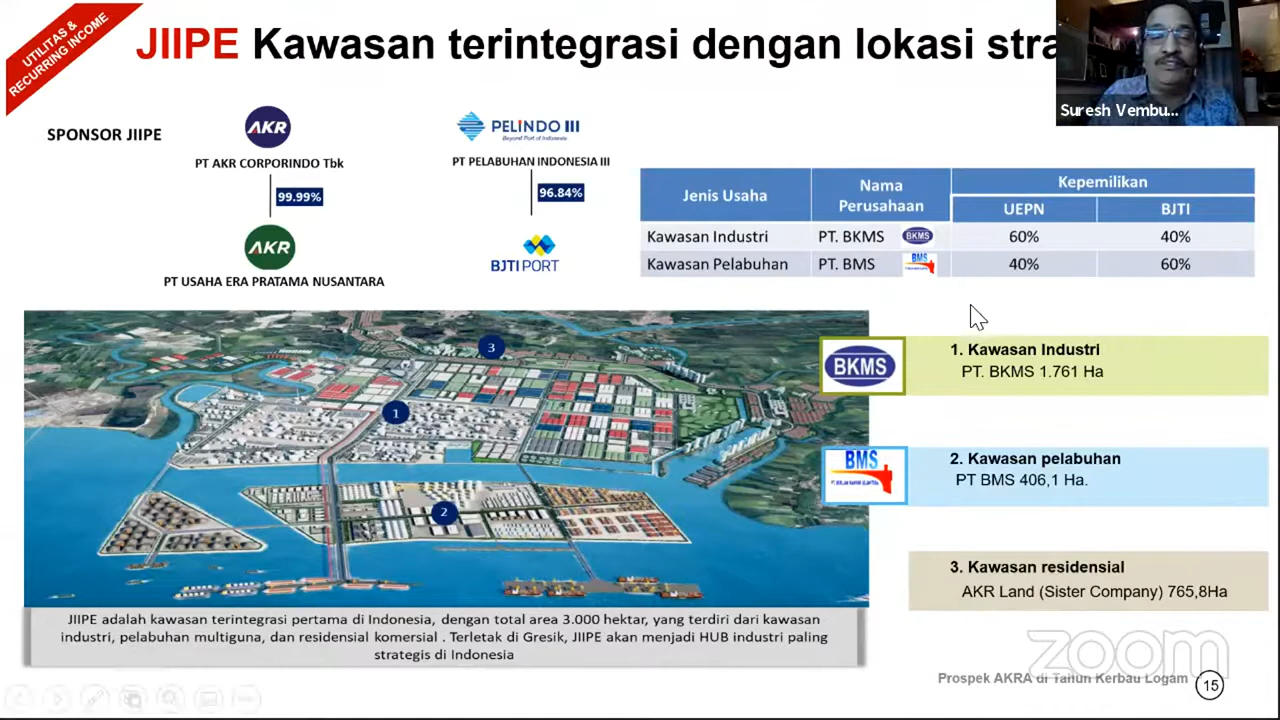 UTILITAS &
RECURRING INCOME
JIIPE Kawasan terintegrasi dengan lokasi stra
Suresh Vembu...
SPONSOR JIIPE
AKR
PT AKR CORPORINDO Tbk
99.99%
AKR
PT USAHA ERA PRATAMA NUSANTARA
PELINDO III
Beyond Port of Indonesia
PT PELABUHAN INDONESIA III
96.84%
BJTI PORT
Jenis Usaha
Nama
Perusahaan
Kepemilikan
UEPN BJTI
Kawasan Industri PT. BKMS BKMS 60% 40%
Kawasan Pelabuhan PT. BMS BMS 40% 60%
3
1
2
BKMS
1. Kawasan Industri
PT. BKMS 1.761 Ha
BMS
2. Kawasan pelabuhan
PT BMS 406,1 Ha.
3. Kawasan residensial
AKR Land (Sister Company) 765,8Ha
JIIPE adalah kawasan terintegrasi pertama di Indonesia, dengan total area 3.000 hektar, yang terdiri dari kawasan
industri, pelabuhan multiguna, dan residensial komersial . Terletak di Gresik, JIIPE akan menjadi HUB industri paling
strategis di Indonesia
zoom
Prospek AKRA di Tahun Kerbau Logam 15